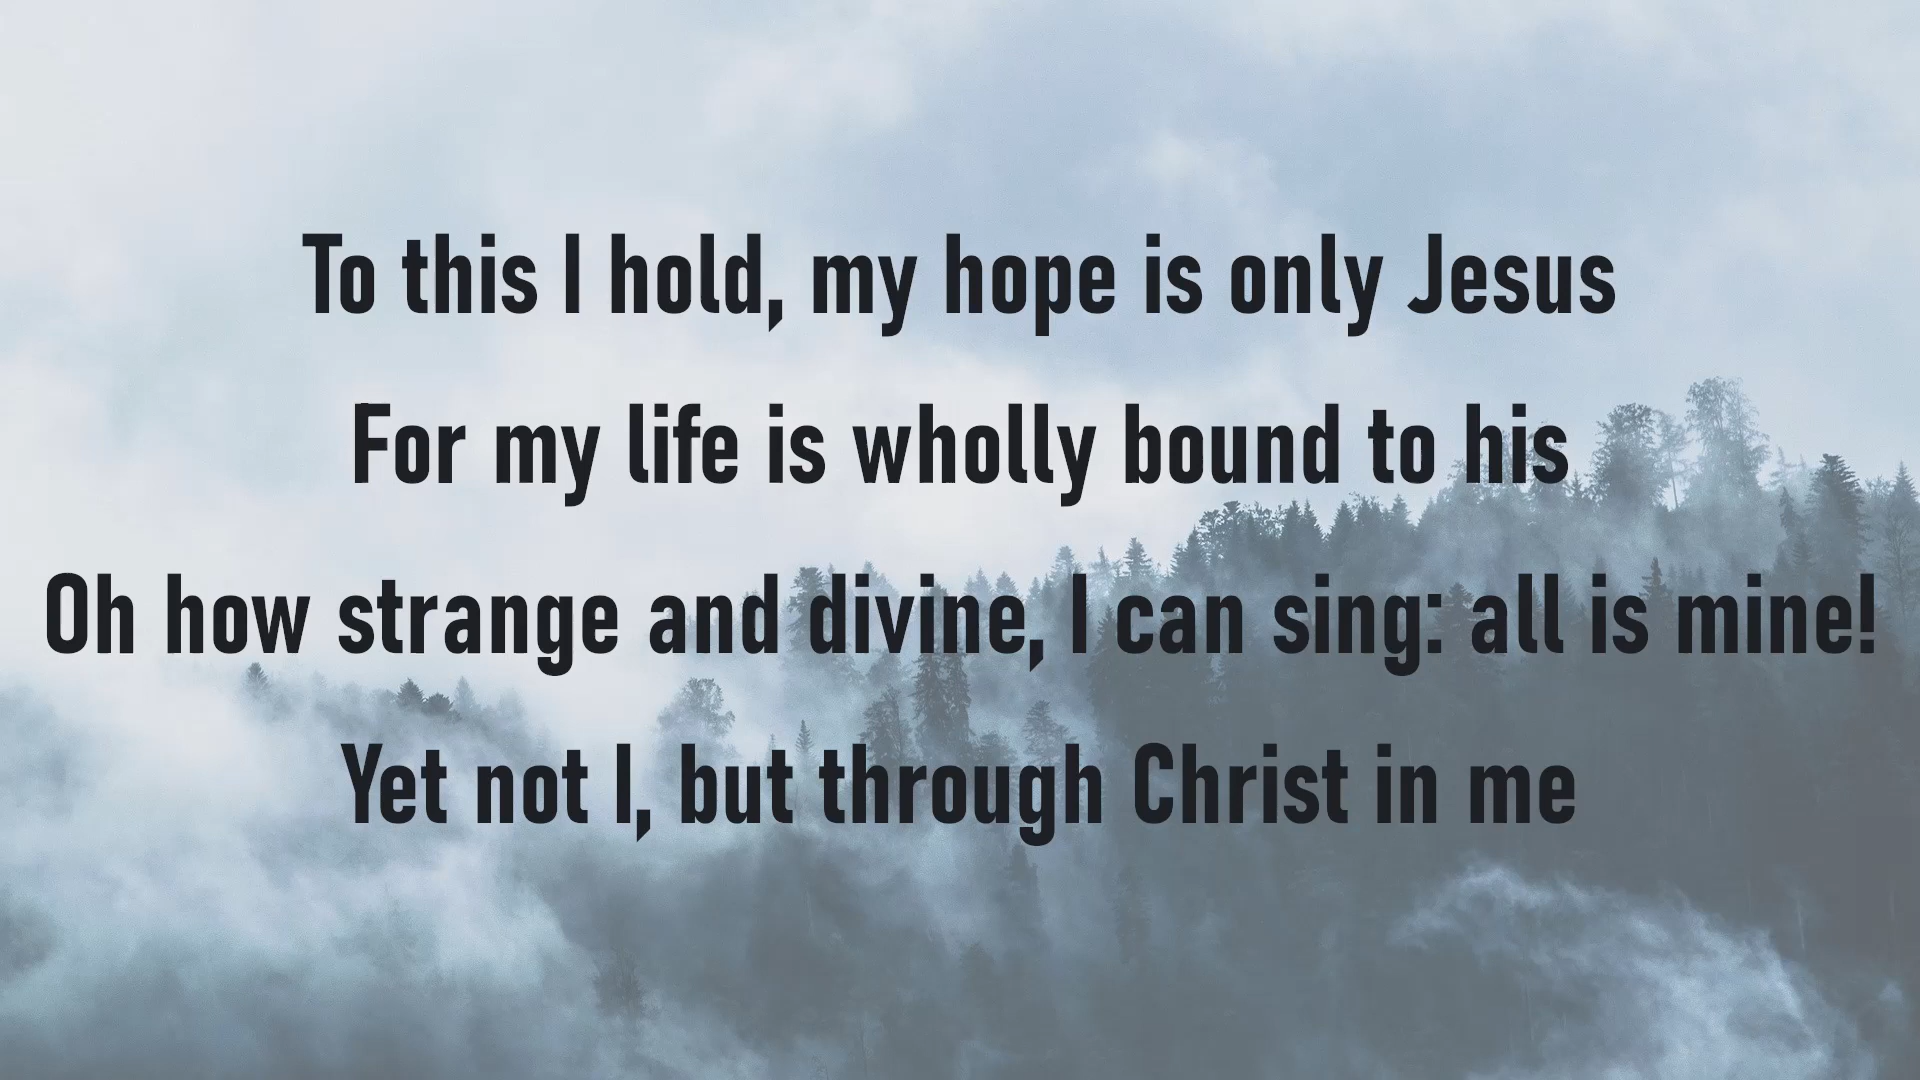 To this I hold, my hope is only Jesus
For my life is wholly bound to his
Oh how strange and divine, I can sing: all is mine!
Yet not I, but through Christ in me